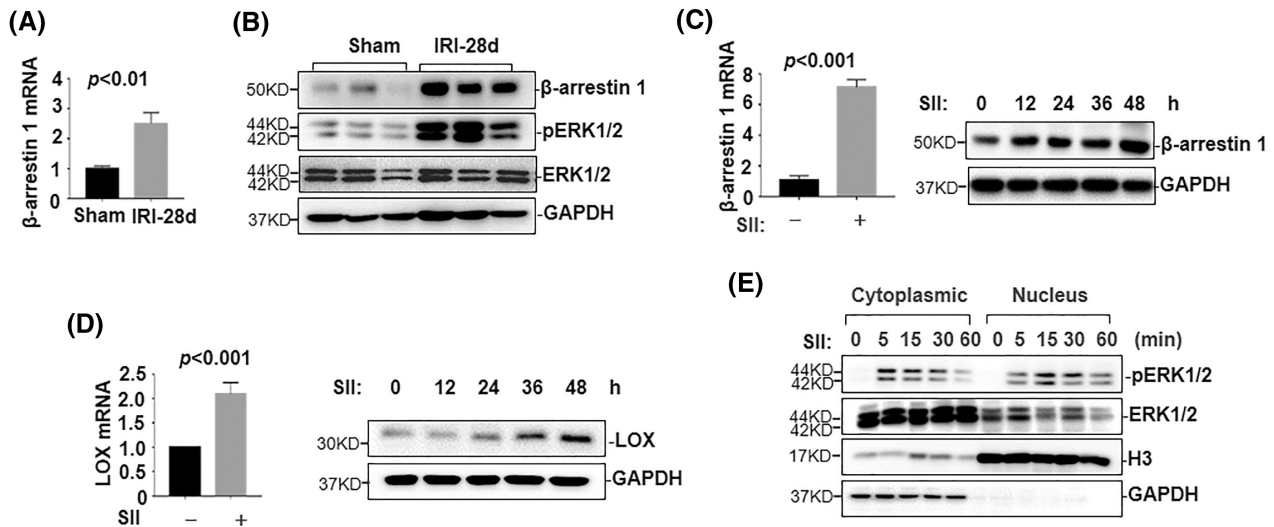 (A)
β-arrestin 1 mRNA
p<0.01
4
3
2
1
0
Sham IRI-28d
(B)
Sham IRI-28d
50KD β-arrestin 1
44KD
42KD pERK1/2
44KD
42KD ERK1/2
37KD GAPDH
(C)
β-arrestin 1 mRNA
p<0.001
8
6
4
2
0
SII: – +
SII: 0 12 24 36 48 h
50KD β-arrestin 1
37KD GAPDH
(D)
LOX mRNA
p<0.001
2.5
2.0
1.5
1.0
0.5
0
SII – +
SII: 0 12 24 36 48 h
30KD LOX
37KD GAPDH
(E)
Cytoplasmic Nucleus
SII: 0 5 15 30 60 0 5 15 30 60 (min)
44KD
42KD pERK1/2
44KD
42KD ERK1/2
17KD H3
37KD GAPDH